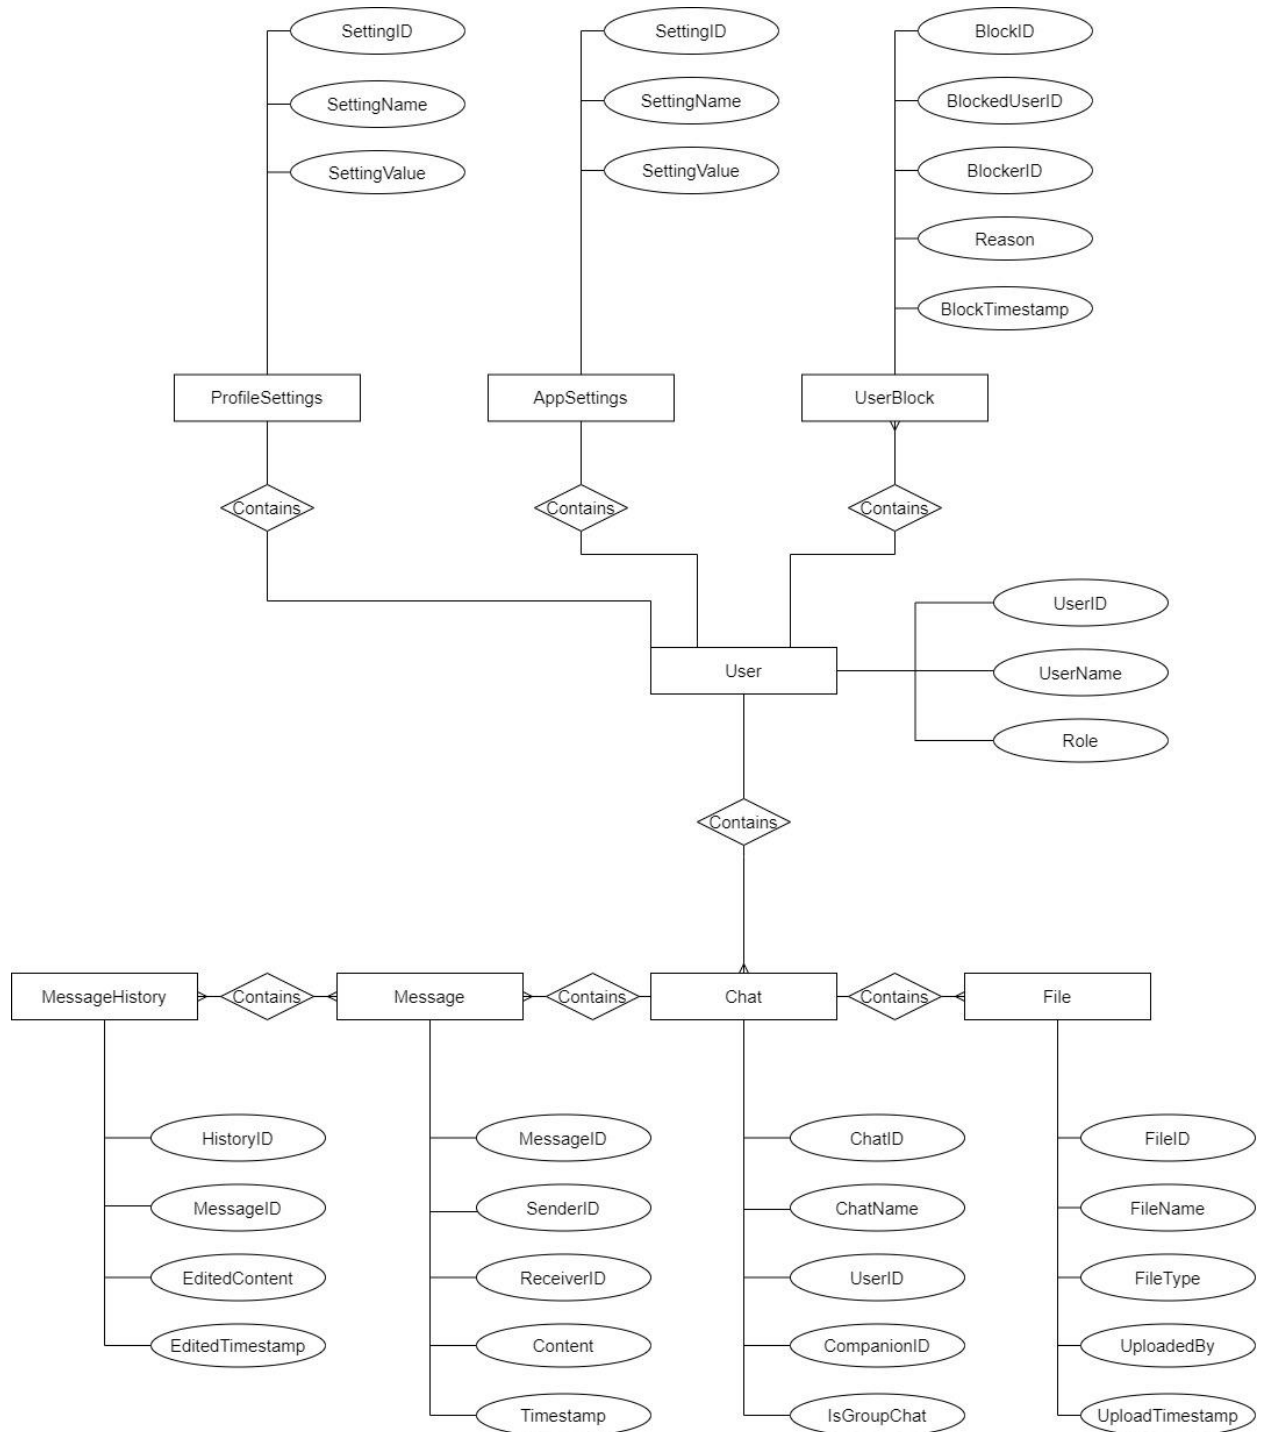 SettingID
SettingID
BlockID
SettingName
SettingName
BlockedUserID
SettingValue
SettingValue
BlockerID
Reason
BlockTimestamp
ProfileSettings
AppSettings
UserBlock
Contains
Contains
Contains
UserID
User
UserName
Role
Contains
MessageHistory
Contains
Message
Contains
Chat
Contains
File
HistoryID
MessageID
ChatID
FileID
MessageID
SenderID
ChatName
FileName
EditedContent
ReceiverID
UserID
FileType
EditedTimestamp
Content
CompanionID
UploadedBy
Timestamp
IsGroupChat
UploadTimestamp